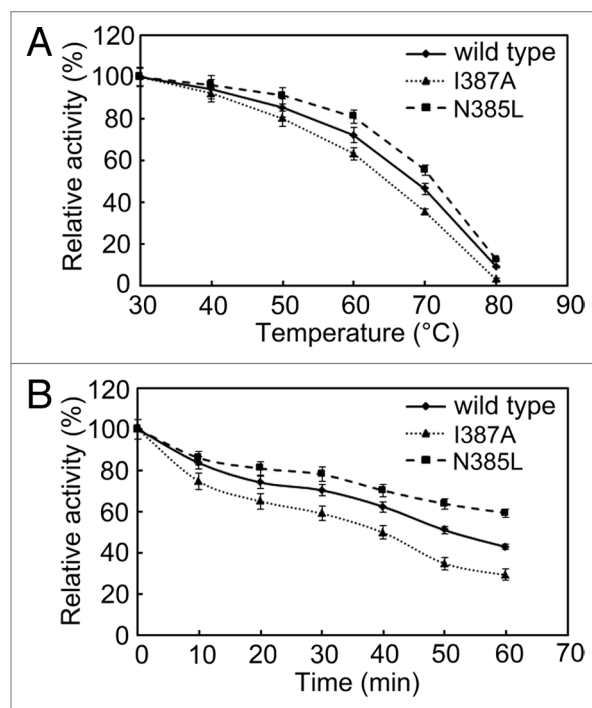 A
Relative activity (%)
120
100
80
60
40
20
0
wild type
I387A
N385L
30 40 50 60 70 80 90
Temperature (°C)
B
Relative activity (%)
120
100
80
60
40
20
0
wild type
I387A
N385L
0 10 20 30 40 50 60 70
Time (min)